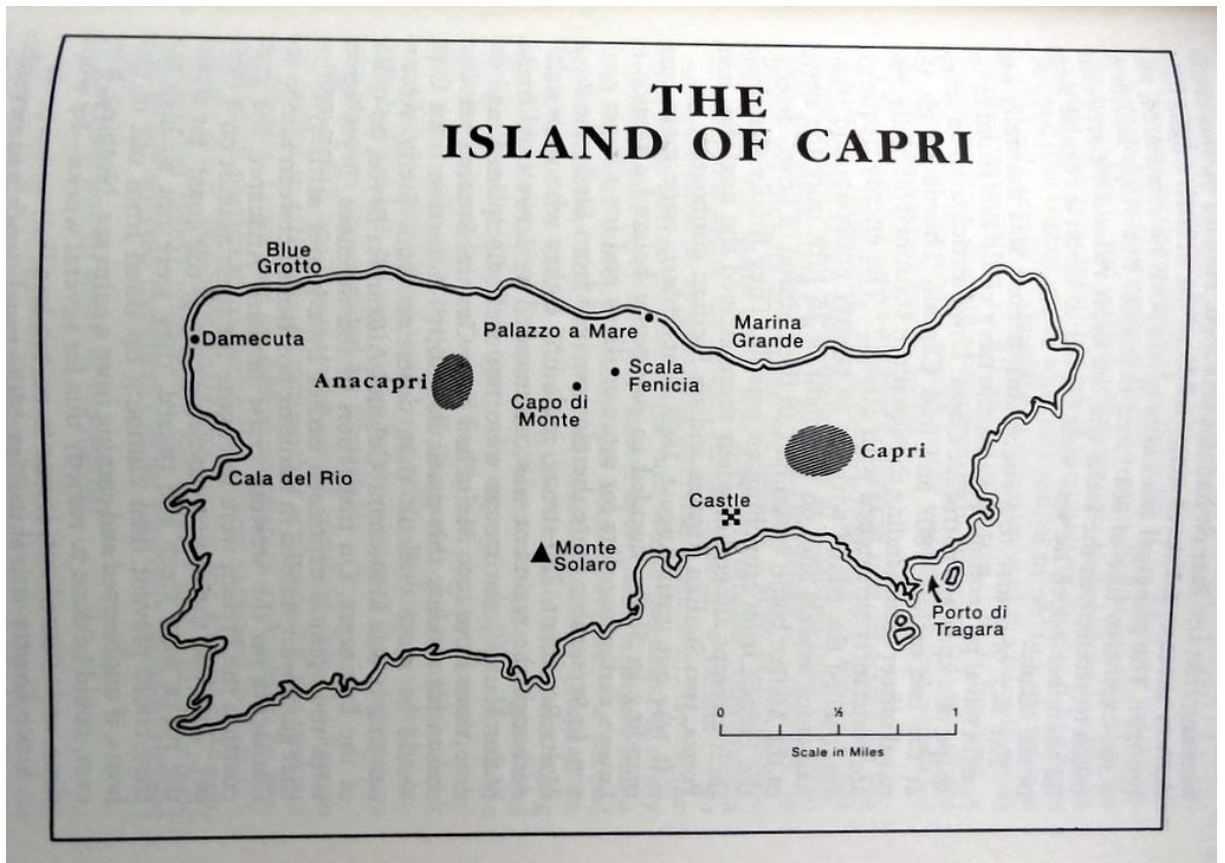 THE
ISLAND OF CAPRI
Blue
Grotto
Damecuta
Palazzo a Mare
Marina
Grande
Anacapri
Scala
Fenicia
Capo di
Monte
Capri
Cala del Rio
Castle
Monte
Solaro
Porto di
Tragara
0 ½ 1
Scale in Miles